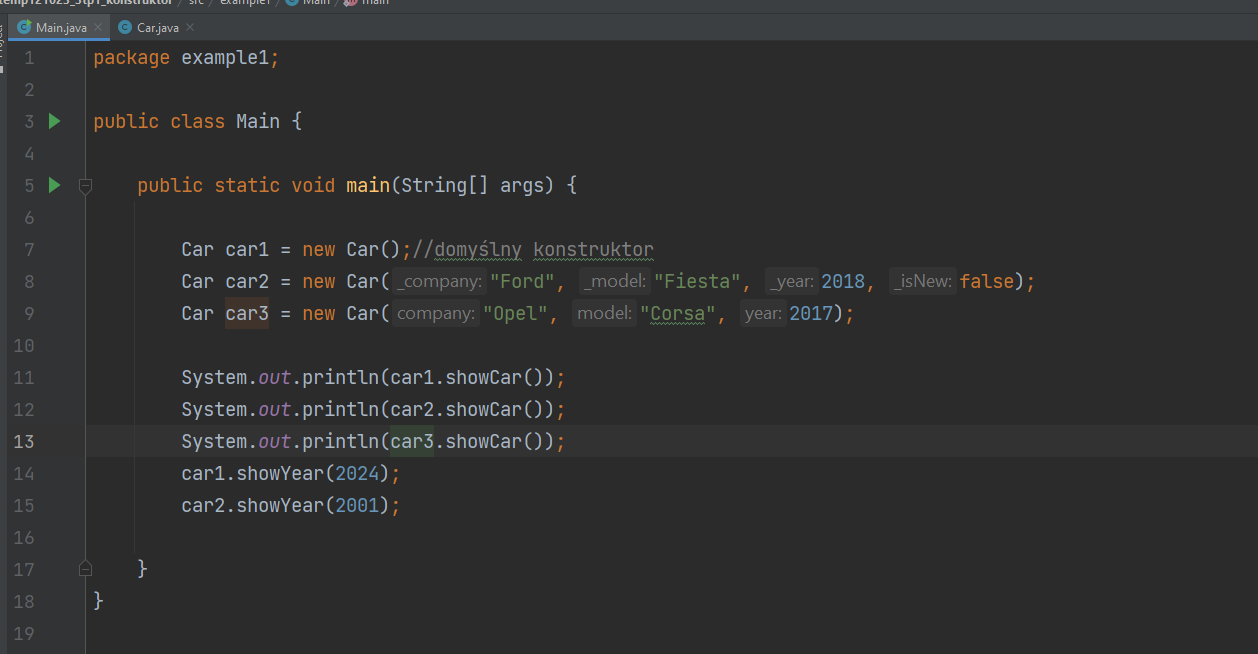 src / example1 / Main / main
Main.java × Car.java ×
1 package example1;
2
3 public class Main {
4
5 public static void main(String[] args) {
6
7 Car car1 = new Car();//domyślny konstruktor
8 Car car2 = new Car( _company: "Ford", _model: "Fiesta", _year: 2018, _isNew: false);
9 Car car3 = new Car( company: "Opel", model: "Corsa", year: 2017);
10
11 System.out.println(car1.showCar());
12 System.out.println(car2.showCar());
13 System.out.println(car3.showCar());
14 car1.showYear(2024);
15 car2.showYear(2001);
16
17 }
18 }
19